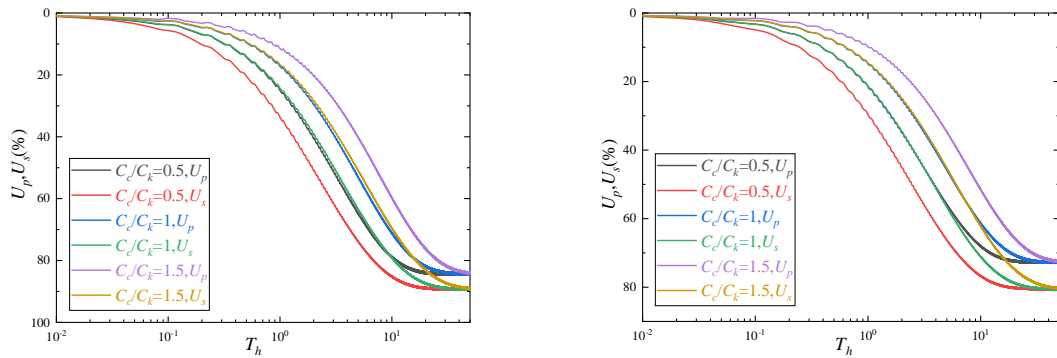 0
20
40
60
80
100
U_p,U_s(%)
C_c/C_k=0.5,U_p
C_c/C_k=0.5,U_s
C_c/C_k=1,U_p
C_c/C_k=1,U_s
C_c/C_k=1.5,U_p
C_c/C_k=1.5,U_s
10^-2
10^-1
10^0
10^1
T_h
0
20
40
60
80
U_p,U_s(%)
C_c/C_k=0.5,U_p
C_c/C_k=0.5,U_s
C_c/C_k=1,U_p
C_c/C_k=1,U_s
C_c/C_k=1.5,U_p
C_c/C_k=1.5,U_s
10^-2
10^-1
10^0
10^1
T_h